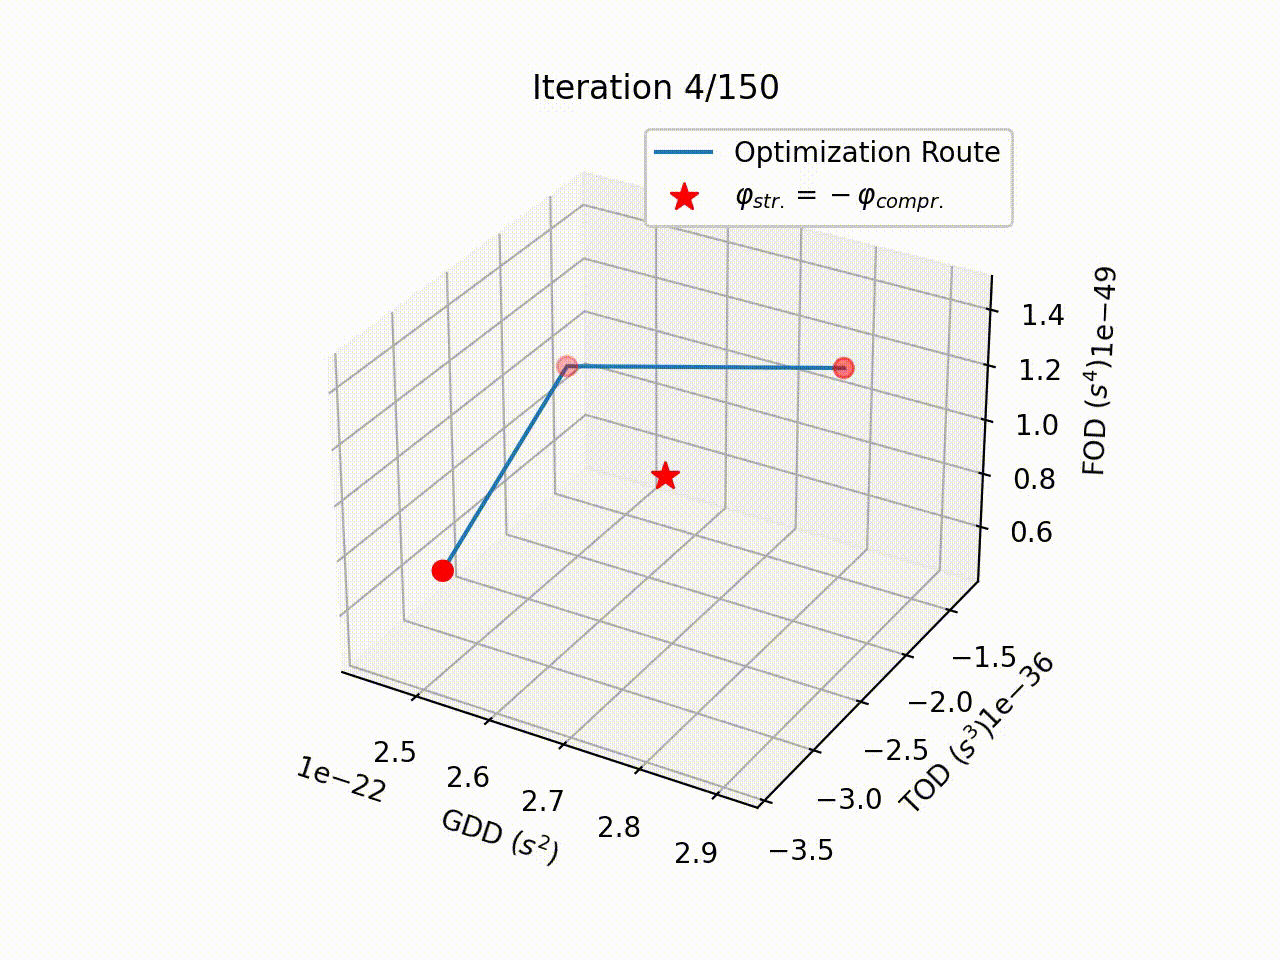 Iteration 4/150
Optimization Route
φstr. = − φcompr.
1.4
1.2
1.0
0.8
0.6
FOD (s⁴)1e−49
−1.5
−2.0
−2.5
−3.0
−3.5
TOD (s³)1e−36
2.5
2.6
2.7
2.8
2.9
1e−22
GDD (s²)